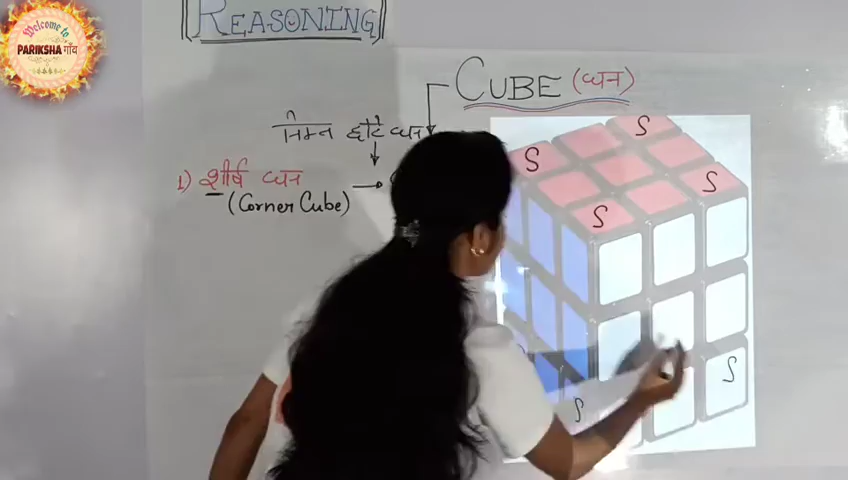 Welcome to
PARIKSHA गाँव
REASONING
CUBE (घन)
निम्न छोटे घन
1) शीर्ष घन →
(Corner Cube)
S
S
S
S
S
S